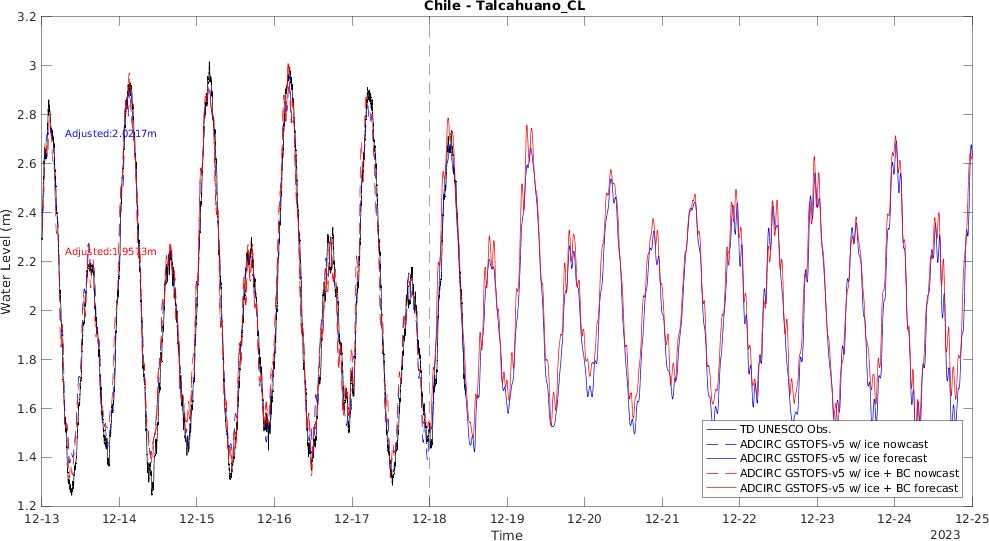 Chile - Talcahuano_CL
3.2
3
2.8
2.6
2.4
2.2
2
1.8
1.6
1.4
1.2
Water Level (m)
Adjusted:2.0217m
Adjusted:1.9573m
TD UNESCO Obs.
ADCIRC GSTOFS-v5 w/ ice nowcast
ADCIRC GSTOFS-v5 w/ ice forecast
ADCIRC GSTOFS-v5 w/ ice + BC nowcast
ADCIRC GSTOFS-v5 w/ ice + BC forecast
12-13 12-14 12-15 12-16 12-17 12-18 12-19 12-20 12-21 12-22 12-23 12-24 12-25
Time
2023